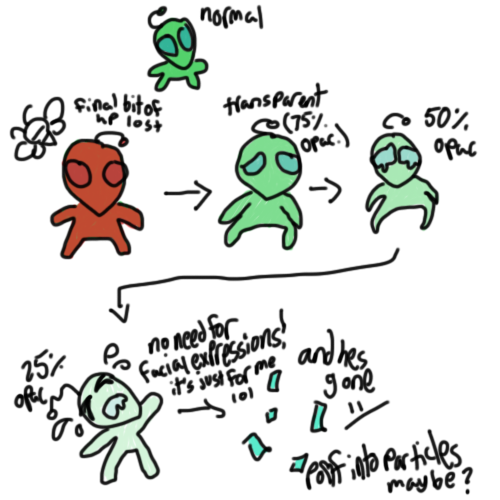 normal
final bit of
hp lost
transparent
(75%
opac.)
50%
opac
25%
opac
no need for
facial expressions!
it's just for me
lol
and hes
gone
poff into particles
maybe?